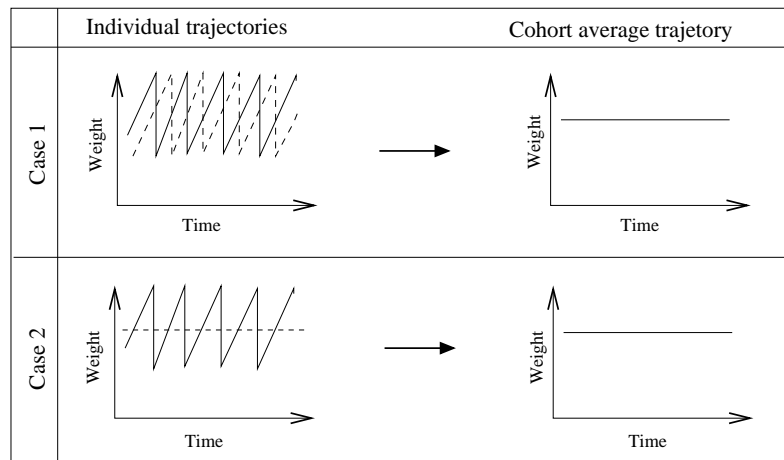 Individual trajectories
Cohort average trajetory
Case 1
Weight
Time
Weight
Time
Case 2
Weight
Time
Weight
Time